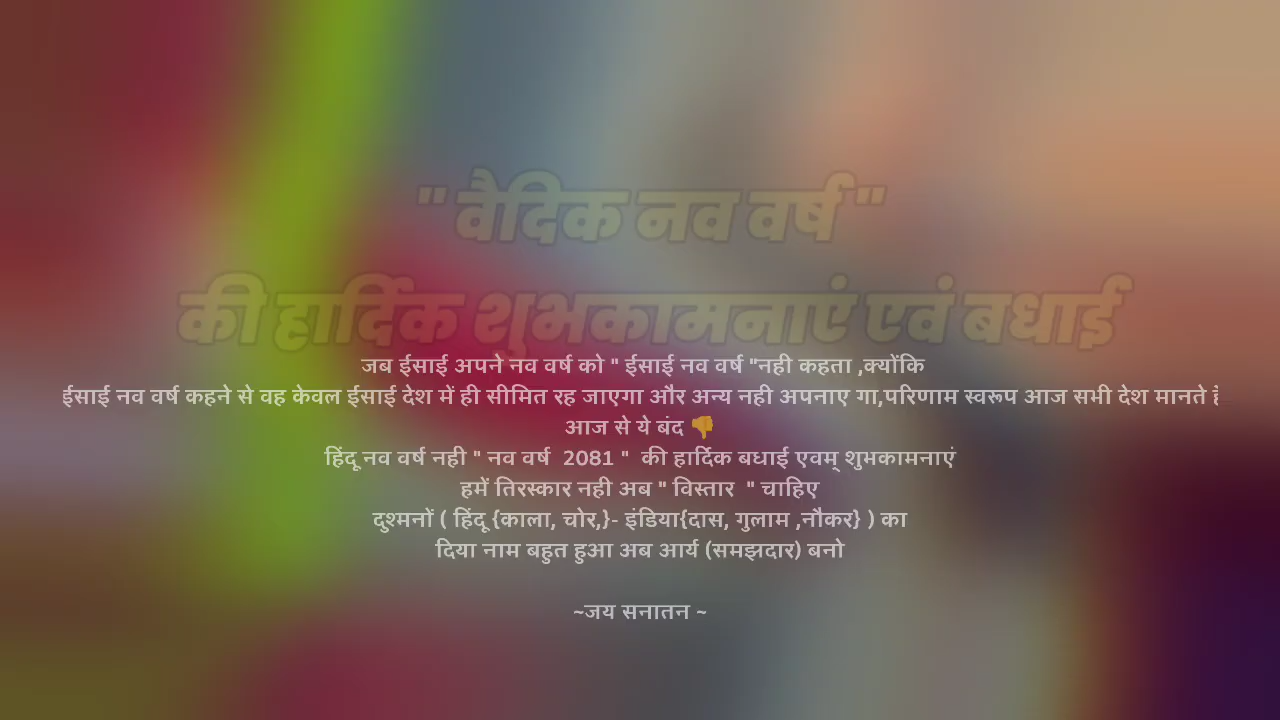 " वैदिक नव वर्ष "
की हार्दिक शुभकामनाएं एवं बधाई
जब ईसाई अपने नव वर्ष को " ईसाई नव वर्ष "नही कहता ,क्योंकि
ईसाई नव वर्ष कहने से वह केवल ईसाई देश में ही सीमित रह जाएगा और अन्य नही अपनाए गा,परिणाम स्वरूप आज सभी देश मानते
आज से ये बंद 👎
हिंदू नव वर्ष नही " नव वर्ष  2081 "  की हार्दिक बधाई एवम् शुभकामनाएं
हमें तिरस्कार नही अब " विस्तार  " चाहिए
दुश्मनों ( हिंदू {काला, चोर,}- इंडिया{दास, गुलाम ,नौकर} ) का
दिया नाम बहुत हुआ अब आर्य (समझदार) बनो
~जय सनातन ~